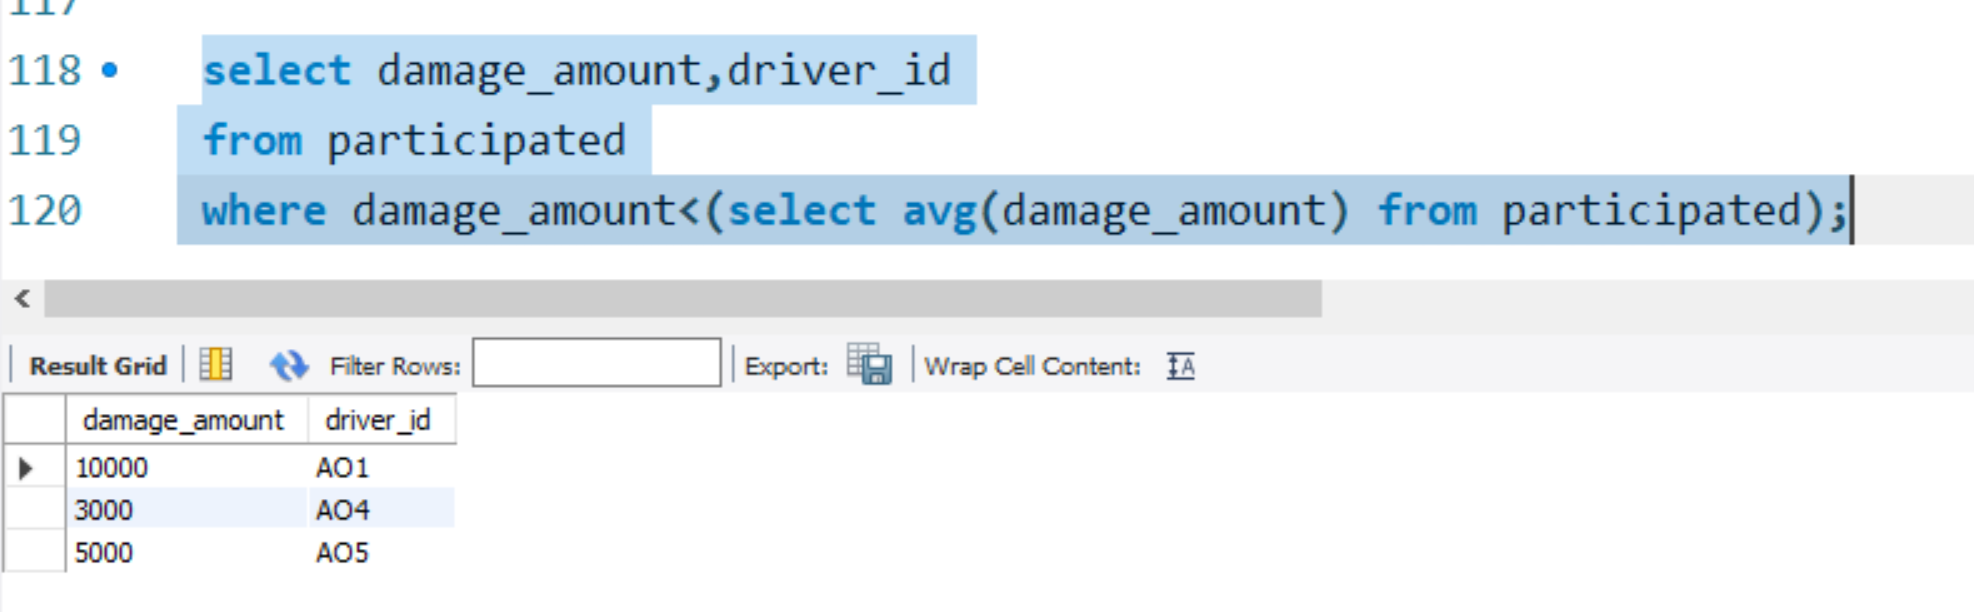 117
118 select damage_amount,driver_id
119 from participated
120 where damage_amount<(select avg(damage_amount) from participated);
Result Grid Filter Rows: Export: Wrap Cell Content: IA
damage_amount driver_id
10000 AO1
3000 AO4
5000 AO5